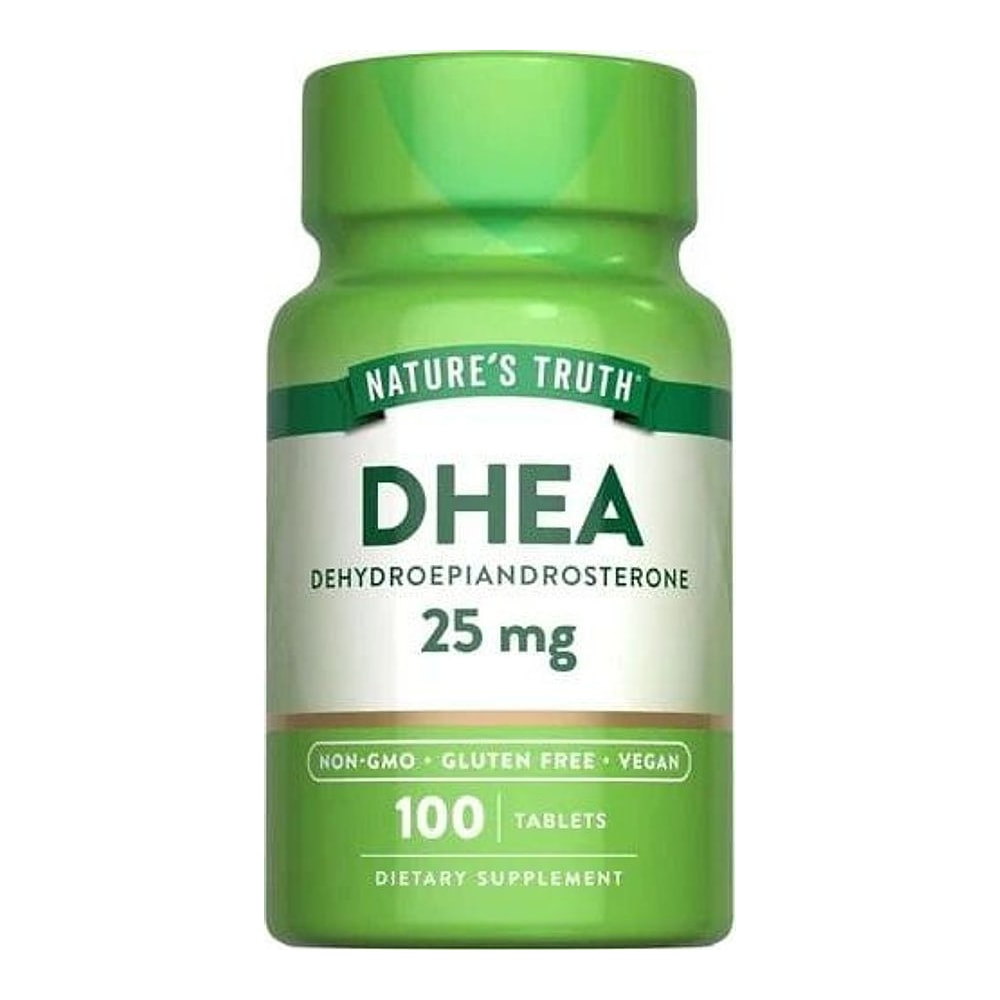 NATURE'S TRUTH®
DHEA
DEHYDROEPIANDROSTERONE
25 mg
NON-GMO • GLUTEN FREE • VEGAN
100 | TABLETS
DIETARY SUPPLEMENT